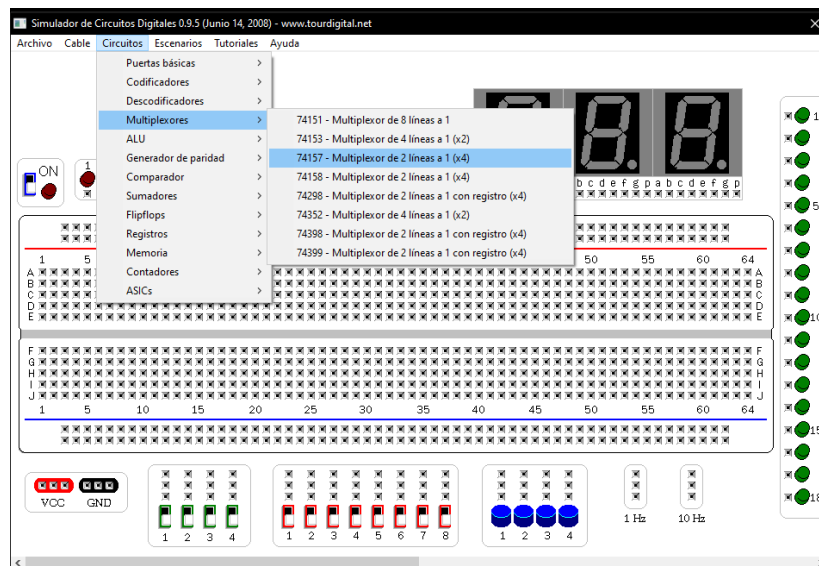 Simulador de Circuitos Digitales 0.9.5 (Junio 14, 2008) - www.tourdigital.net
Archivo Cable Circuitos Escenarios Tutoriales Ayuda
Puertas básicas
Codificadores
Descodificadores
Multiplexores
ALU
Generador de paridad
Comparador
Sumadores
Flipflops
Registros
Memoria
Contadores
ASICs
74151 - Multiplexor de 8 líneas a 1
74153 - Multiplexor de 4 líneas a 1 (x2)
74157 - Multiplexor de 2 líneas a 1 (x4)
74158 - Multiplexor de 2 líneas a 1 (x4)
74298 - Multiplexor de 2 líneas a 1 con registro (x4)
74352 - Multiplexor de 4 líneas a 1 (x2)
74398 - Multiplexor de 2 líneas a 1 con registro (x4)
74399 - Multiplexor de 2 líneas a 1 con registro (x4)
ON
1
b c d e f g p a b c d e f g p
1
5
10
15
18
1 5 50 55 60 64
A A
B B
C C
D D
E E
F F
G G
H H
I I
J J
1 5 10 15 20 25 30 35 40 45 50 55 60 64
VCC GND
1 2 3 4
1 2 3 4 5 6 7 8
1 2 3 4
1 Hz
10 Hz